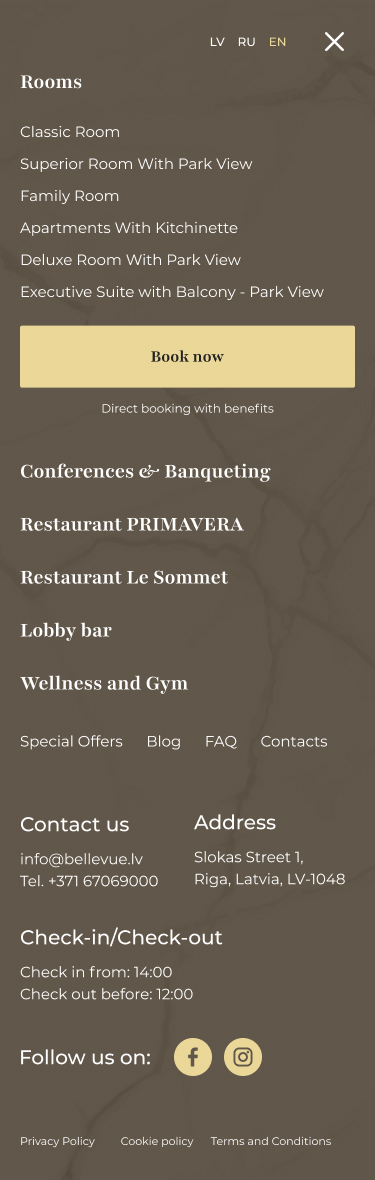 LV RU EN
Rooms
Classic Room
Superior Room With Park View
Family Room
Apartments With Kitchinette
Deluxe Room With Park View
Executive Suite with Balcony - Park View
Book now
Direct booking with benefits
Conferences & Banqueting
Restaurant PRIMAVERA
Restaurant Le Sommet
Lobby bar
Wellness and Gym
Special Offers Blog FAQ Contacts
Contact us
info@bellevue.lv
Tel. +371 67069000
Address
Slokas Street 1,
Riga, Latvia, LV-1048
Check-in/Check-out
Check in from: 14:00
Check out before: 12:00
Follow us on:
Privacy Policy Cookie policy Terms and Conditions